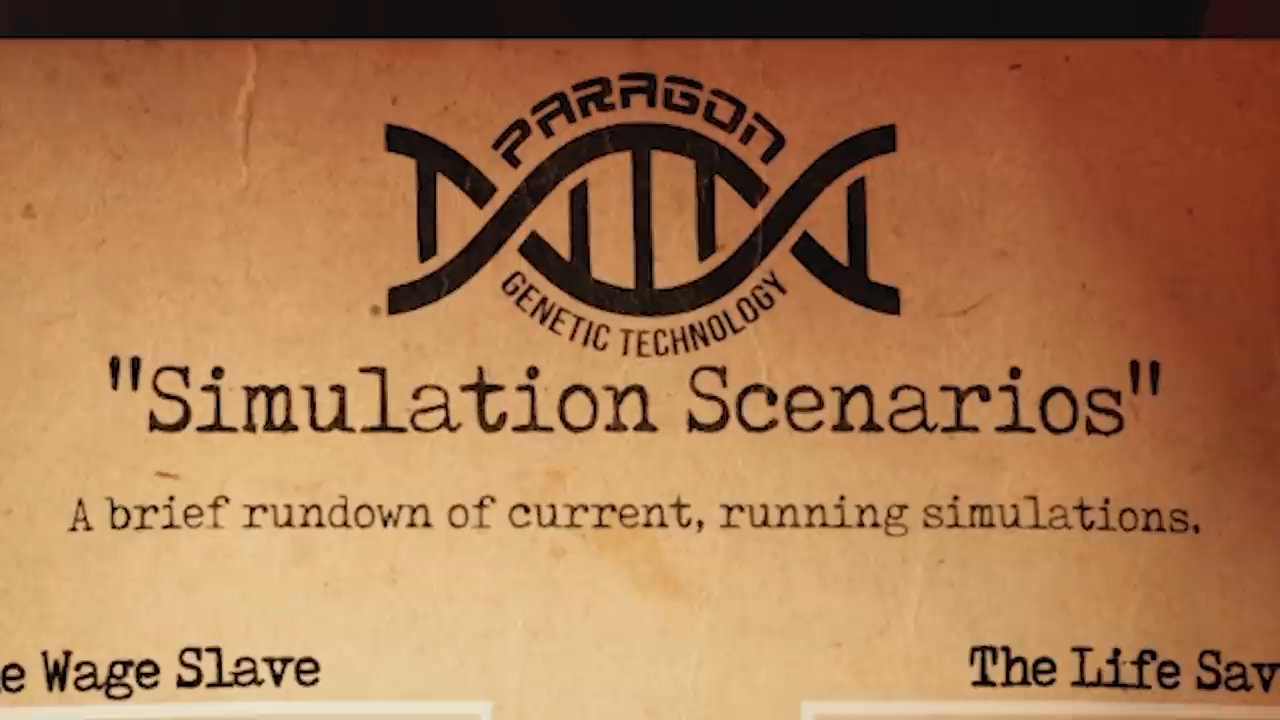 PARAGON
GENETIC TECHNOLOGY
"Simulation Scenarios"
A brief rundown of current, running simulations.
e Wage Slave
The Life Sav